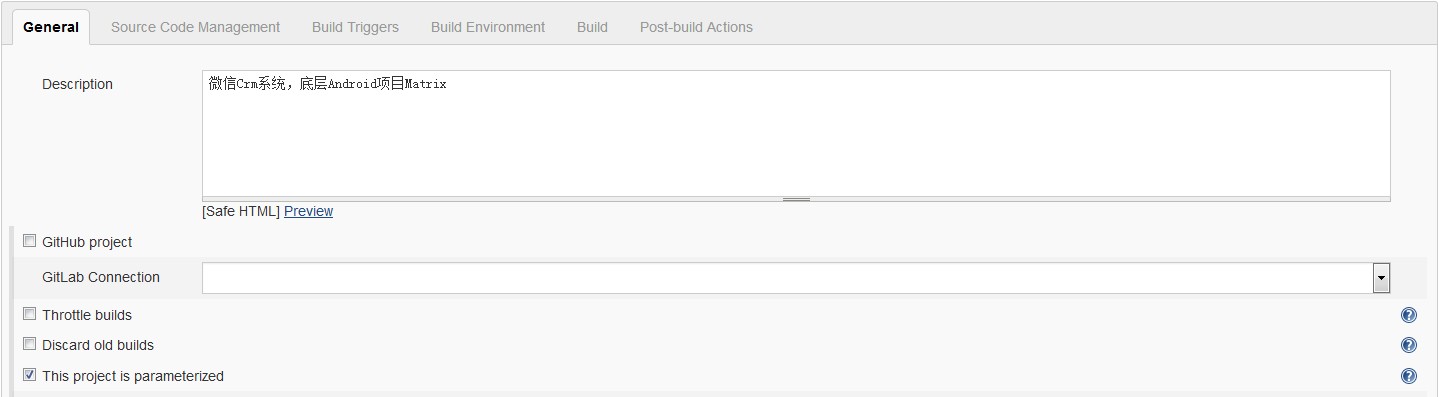 General Source Code Management Build Triggers Build Environment Build Post-build Actions
Description
微信Crm系统，底层Android项目Matrix
[Safe HTML] Preview
GitHub project
GitLab Connection
Throttle builds
Discard old builds
This project is parameterized